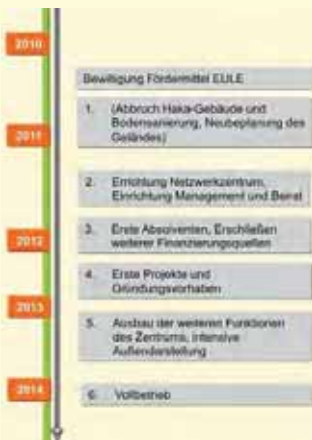 2010
Bewilligung Fördermittel EULE
1. (Abbruch Haka-Gebäude und
Bodensanierung, Neubeplanung des
Geländes)
2011
2. Errichtung Netzwerkzentrum,
Einrichtung Management und Beirat
3. Erste Absolventen, Erschließen
weiterer Finanzierungsquellen
2012
4. Erste Projekte und
Gründungsvorhaben
2013
5. Ausbau der weiteren Funktionen
des Zentrums, intensive
Außendarstellung
2014
6. Vollbetrieb